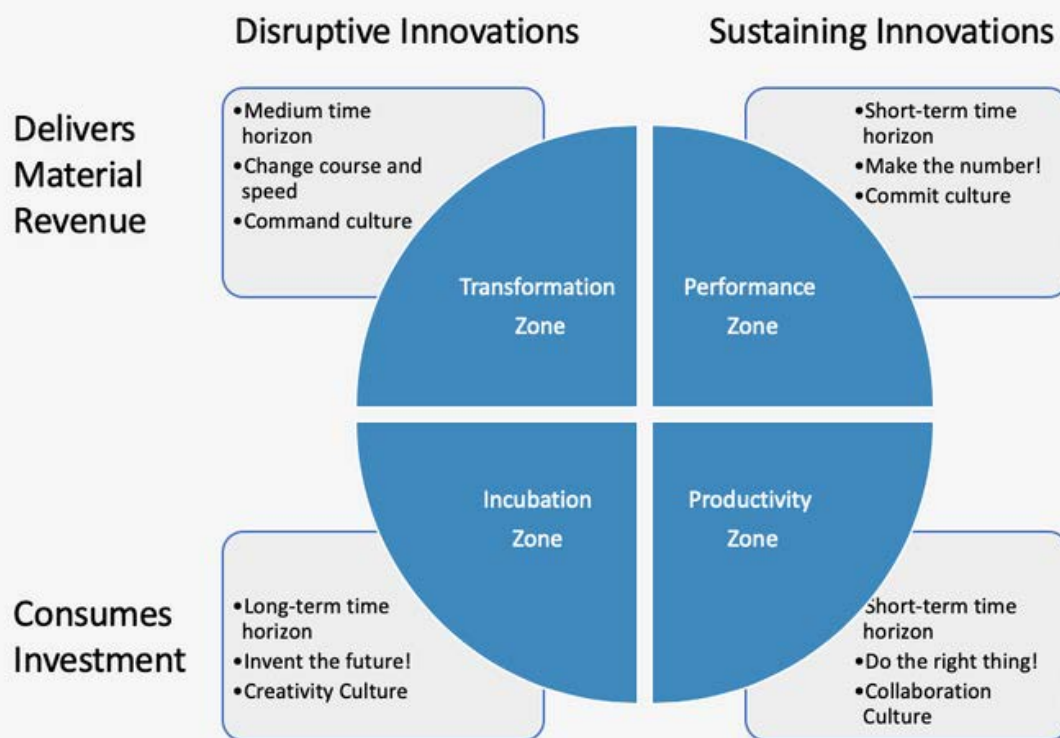 Disruptive Innovations
Sustaining Innovations
Delivers
Material
Revenue
•Medium time
horizon
•Change course and
speed
•Command culture
•Short-term time
horizon
•Make the number!
•Commit culture
Transformation
Zone
Performance
Zone
Incubation
Zone
Productivity
Zone
Consumes
Investment
•Long-term time
horizon
•Invent the future!
•Creativity Culture
Short-term time
horizon
•Do the right thing!
•Collaboration
Culture